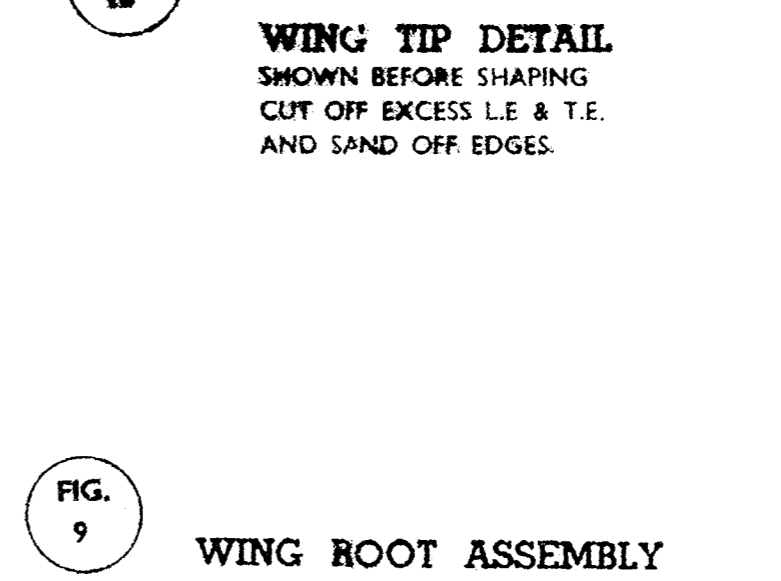 WING TIP DETAIL
SHOWN BEFORE SHAPING
CUT OFF EXCESS L.E & T.E.
AND SAND OFF EDGES.
FIG.
9
WING ROOT ASSEMBLY